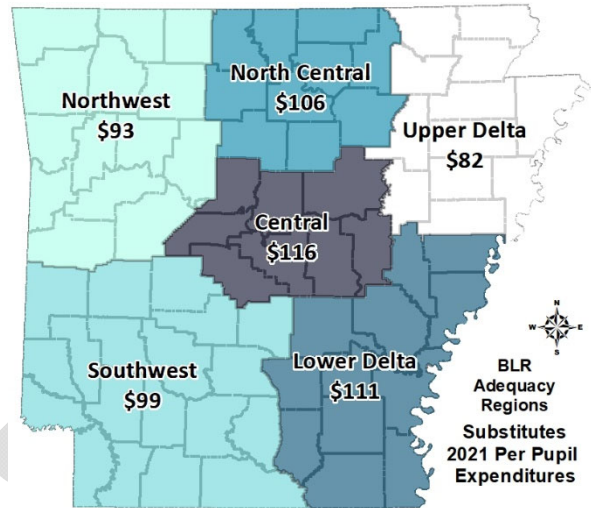 North Central
$106
Northwest
$93
Upper Delta
$82
Central
$116
Southwest
$99
Lower Delta
$111
N
W
E
S
BLR
Adequacy
Regions
Substitutes
2021 Per Pupil
Expenditures